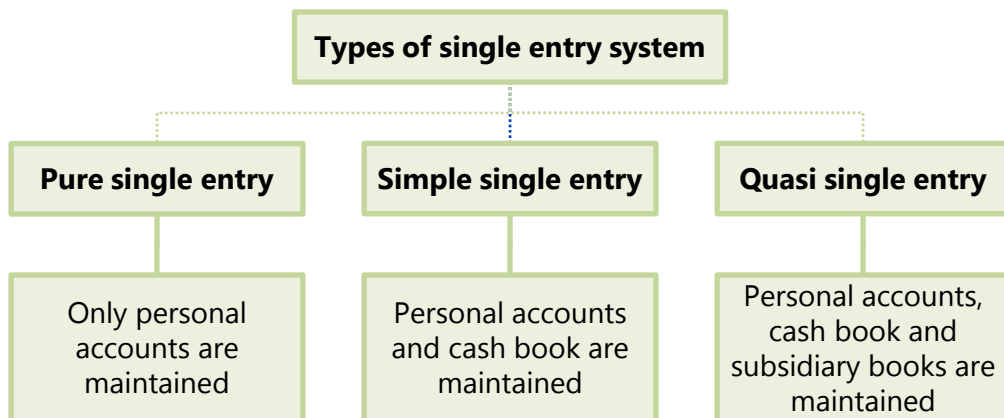 Types of single entry system
Pure single entry
Simple single entry
Quasi single entry
Only personal
accounts are
maintained
Personal accounts
and cash book are
maintained
Personal accounts,
cash book and
subsidiary books are
maintained